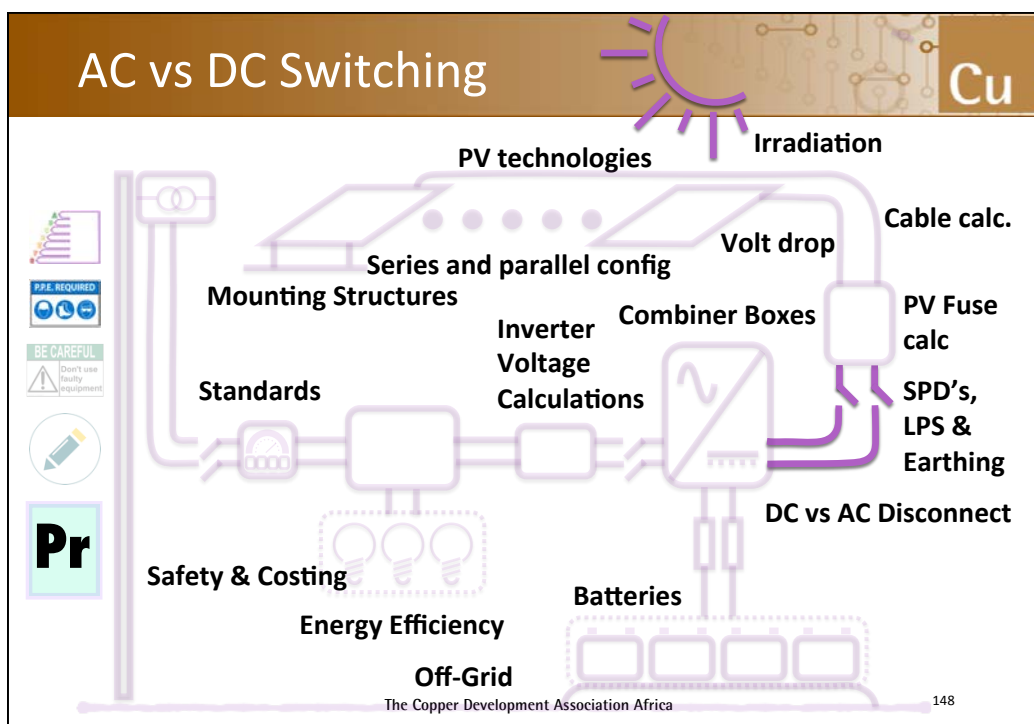 AC vs DC Switching
Cu
Irradiation
PV technologies
Cable calc.
Volt drop
Series and parallel config
Mounting Structures
P.P.E. REQUIRED
BE CAREFUL
Don't use
faulty
equipment
Inverter
Voltage
Calculations
Combiner Boxes
PV Fuse
calc
Standards
SPD's,
LPS &
Earthing
DC vs AC Disconnect
Pr
Safety & Costing
Batteries
Energy Efficiency
Off-Grid
The Copper Development Association Africa
148